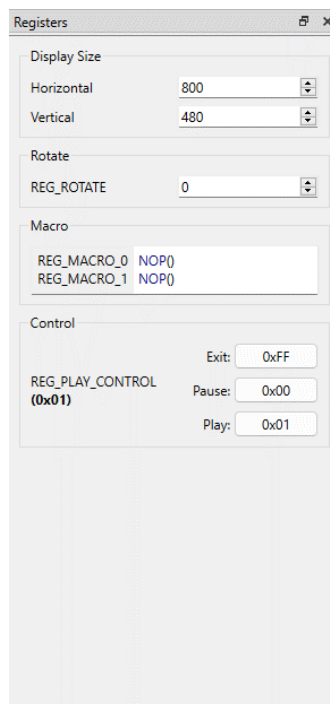 Registers
Display Size
Horizontal 800
Vertical 480
Rotate
REG_ROTATE 0
Macro
REG_MACRO_0 NOP()
REG_MACRO_1 NOP()
Control
Exit: 0xFF
REG_PLAY_CONTROL
(0x01)
Pause: 0x00
Play: 0x01